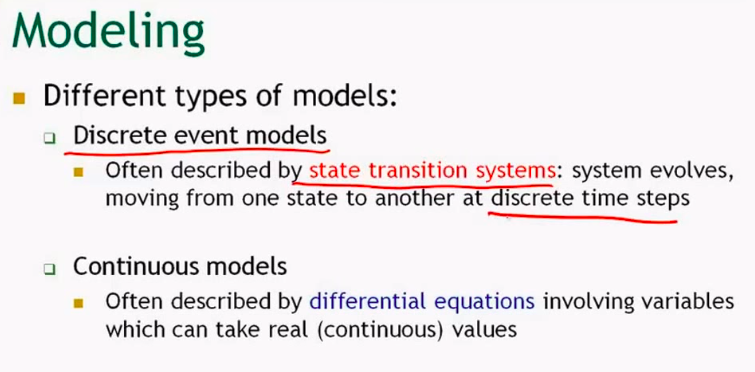 Modeling
Different types of models:
Discrete event models
Often described by state transition systems: system evolves,
moving from one state to another at discrete time steps
Continuous models
Often described by differential equations involving variables
which can take real (continuous) values